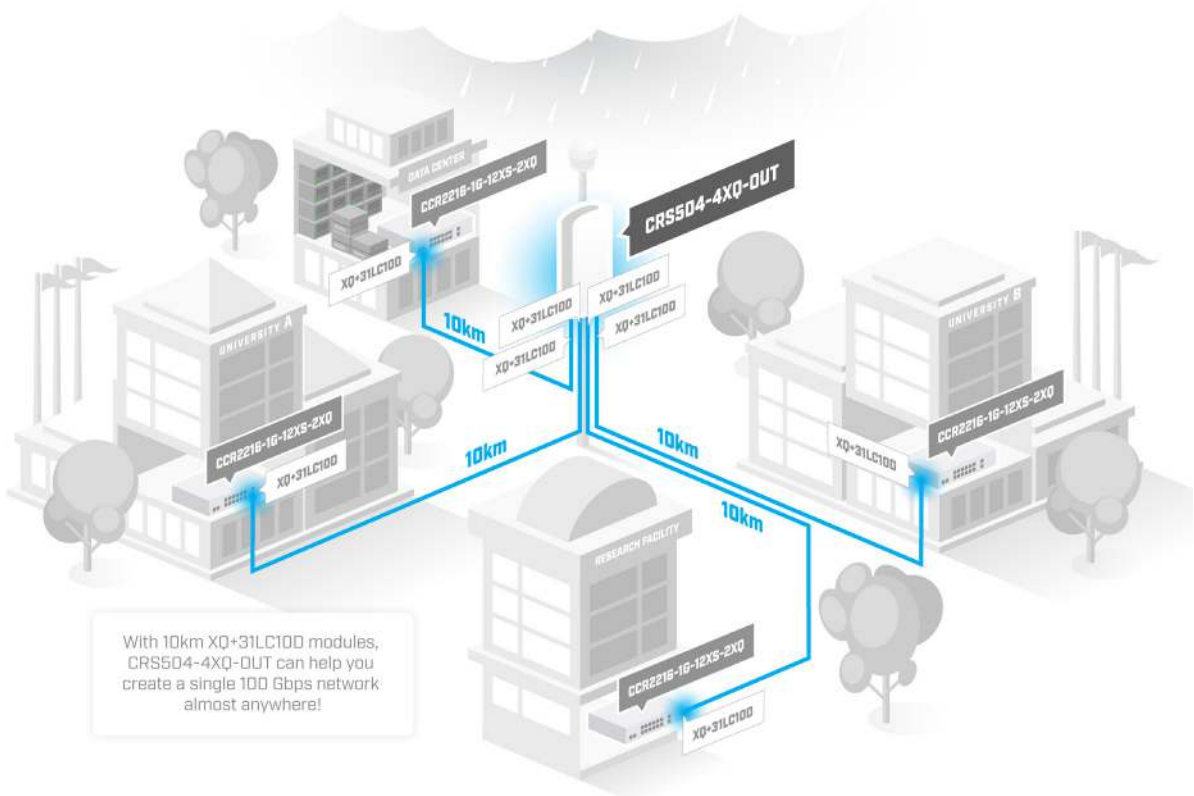 DATA CENTER
CCR2216-1G-12XS-2XQ
CRS504-4XQ-OUT
XQ+31LC10D
XQ+31LC10D
XQ+31LC10D
XQ+31LC10D
XQ+31LC10D
10km
UNIVERSITY A
UNIVERSITY B
CCR2216-1G-12XS-2XQ
XQ+31LC10D
10km
10km
XQ+31LC10D
CCR2216-1G-12XS-2XQ
10km
RESEARCH FACILITY
CCR2216-1G-12XS-2XQ
XQ+31LC10D
With 10km XQ+31LC10D modules,
CRS504-4XQ-OUT can help you
create a single 100 Gbps network
almost anywhere!